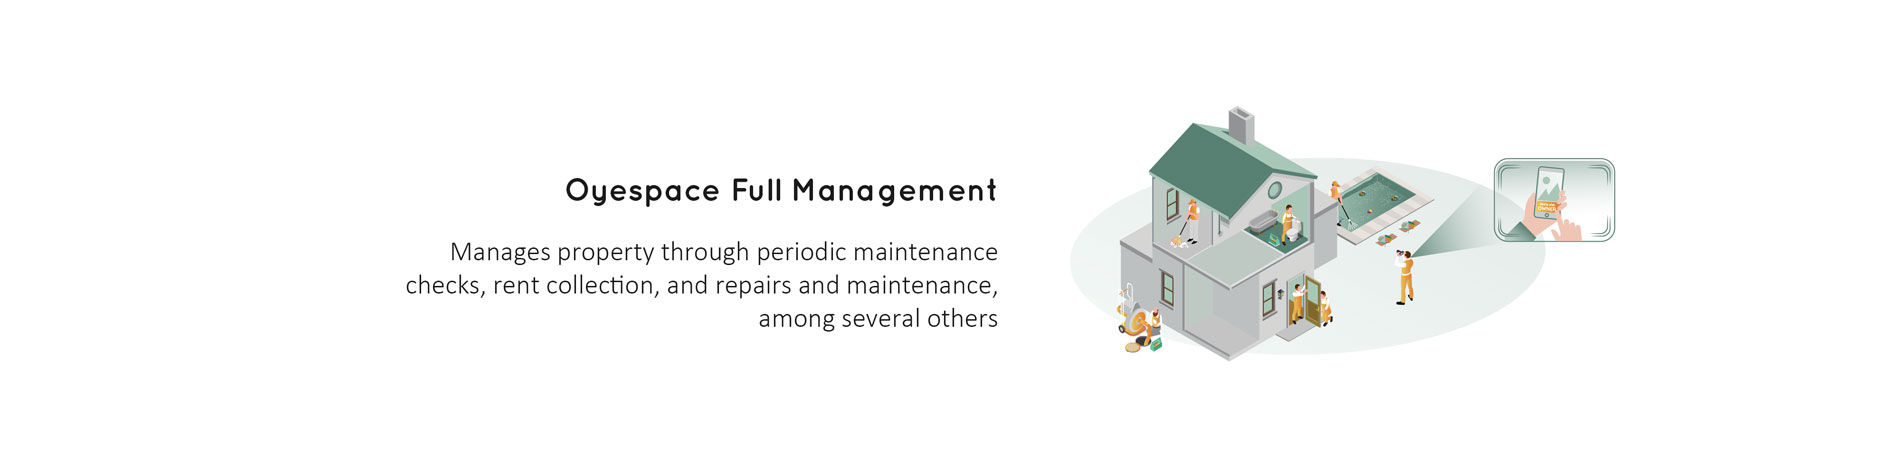 Oyespace Full Management
Manages property through periodic maintenance
checks, rent collection, and repairs and maintenance,
among several others